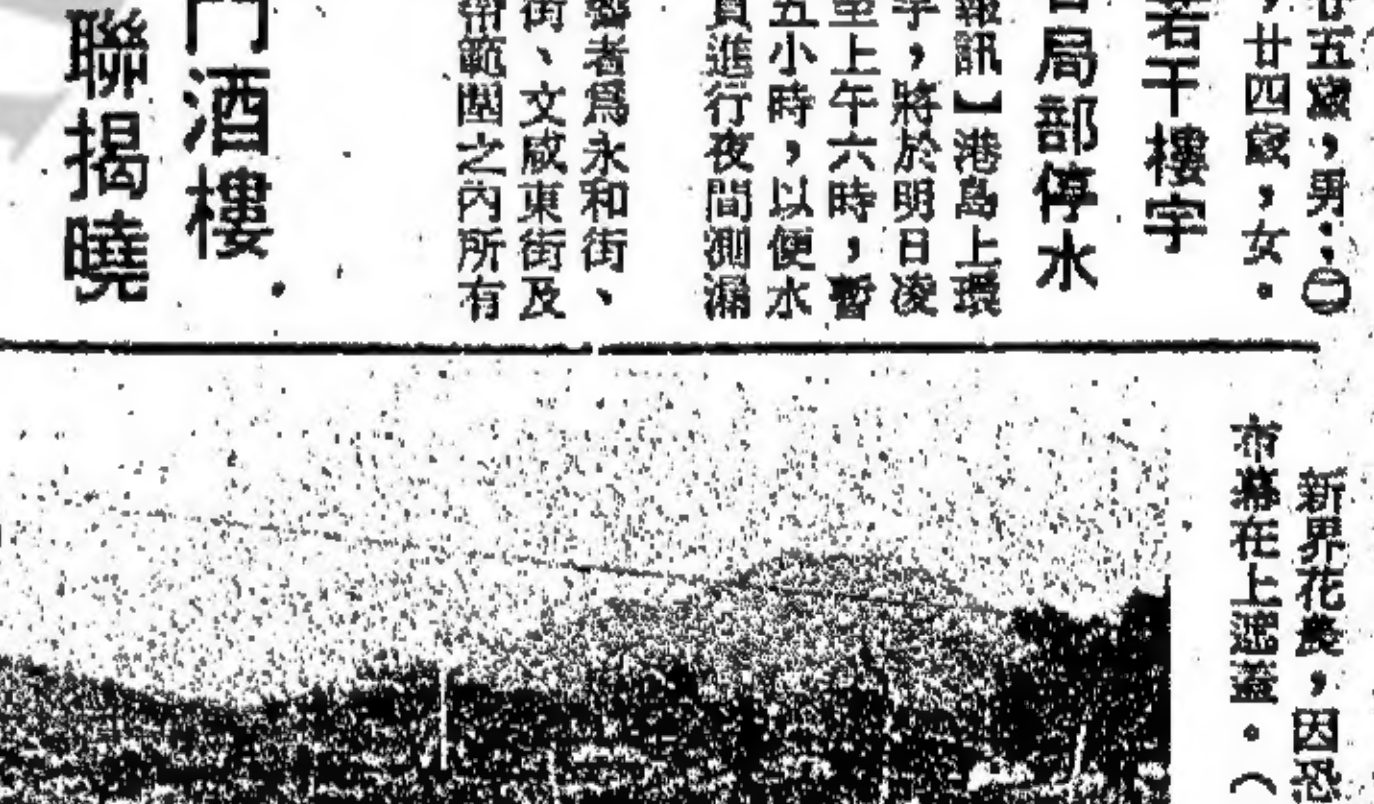 廿五歲,男;㊁
,廿四歲,女。
若干樓宇
局部停水
報訊】港島上環
字,將於明日凌
至上午六時,暫
五小時,以便水
員進行夜間測漏
響者爲永和街、
街、文咸東街及
帶範圍之內所有
門酒樓
聯揭曉
新界花農,因恐
市幕在上遮蓋。(